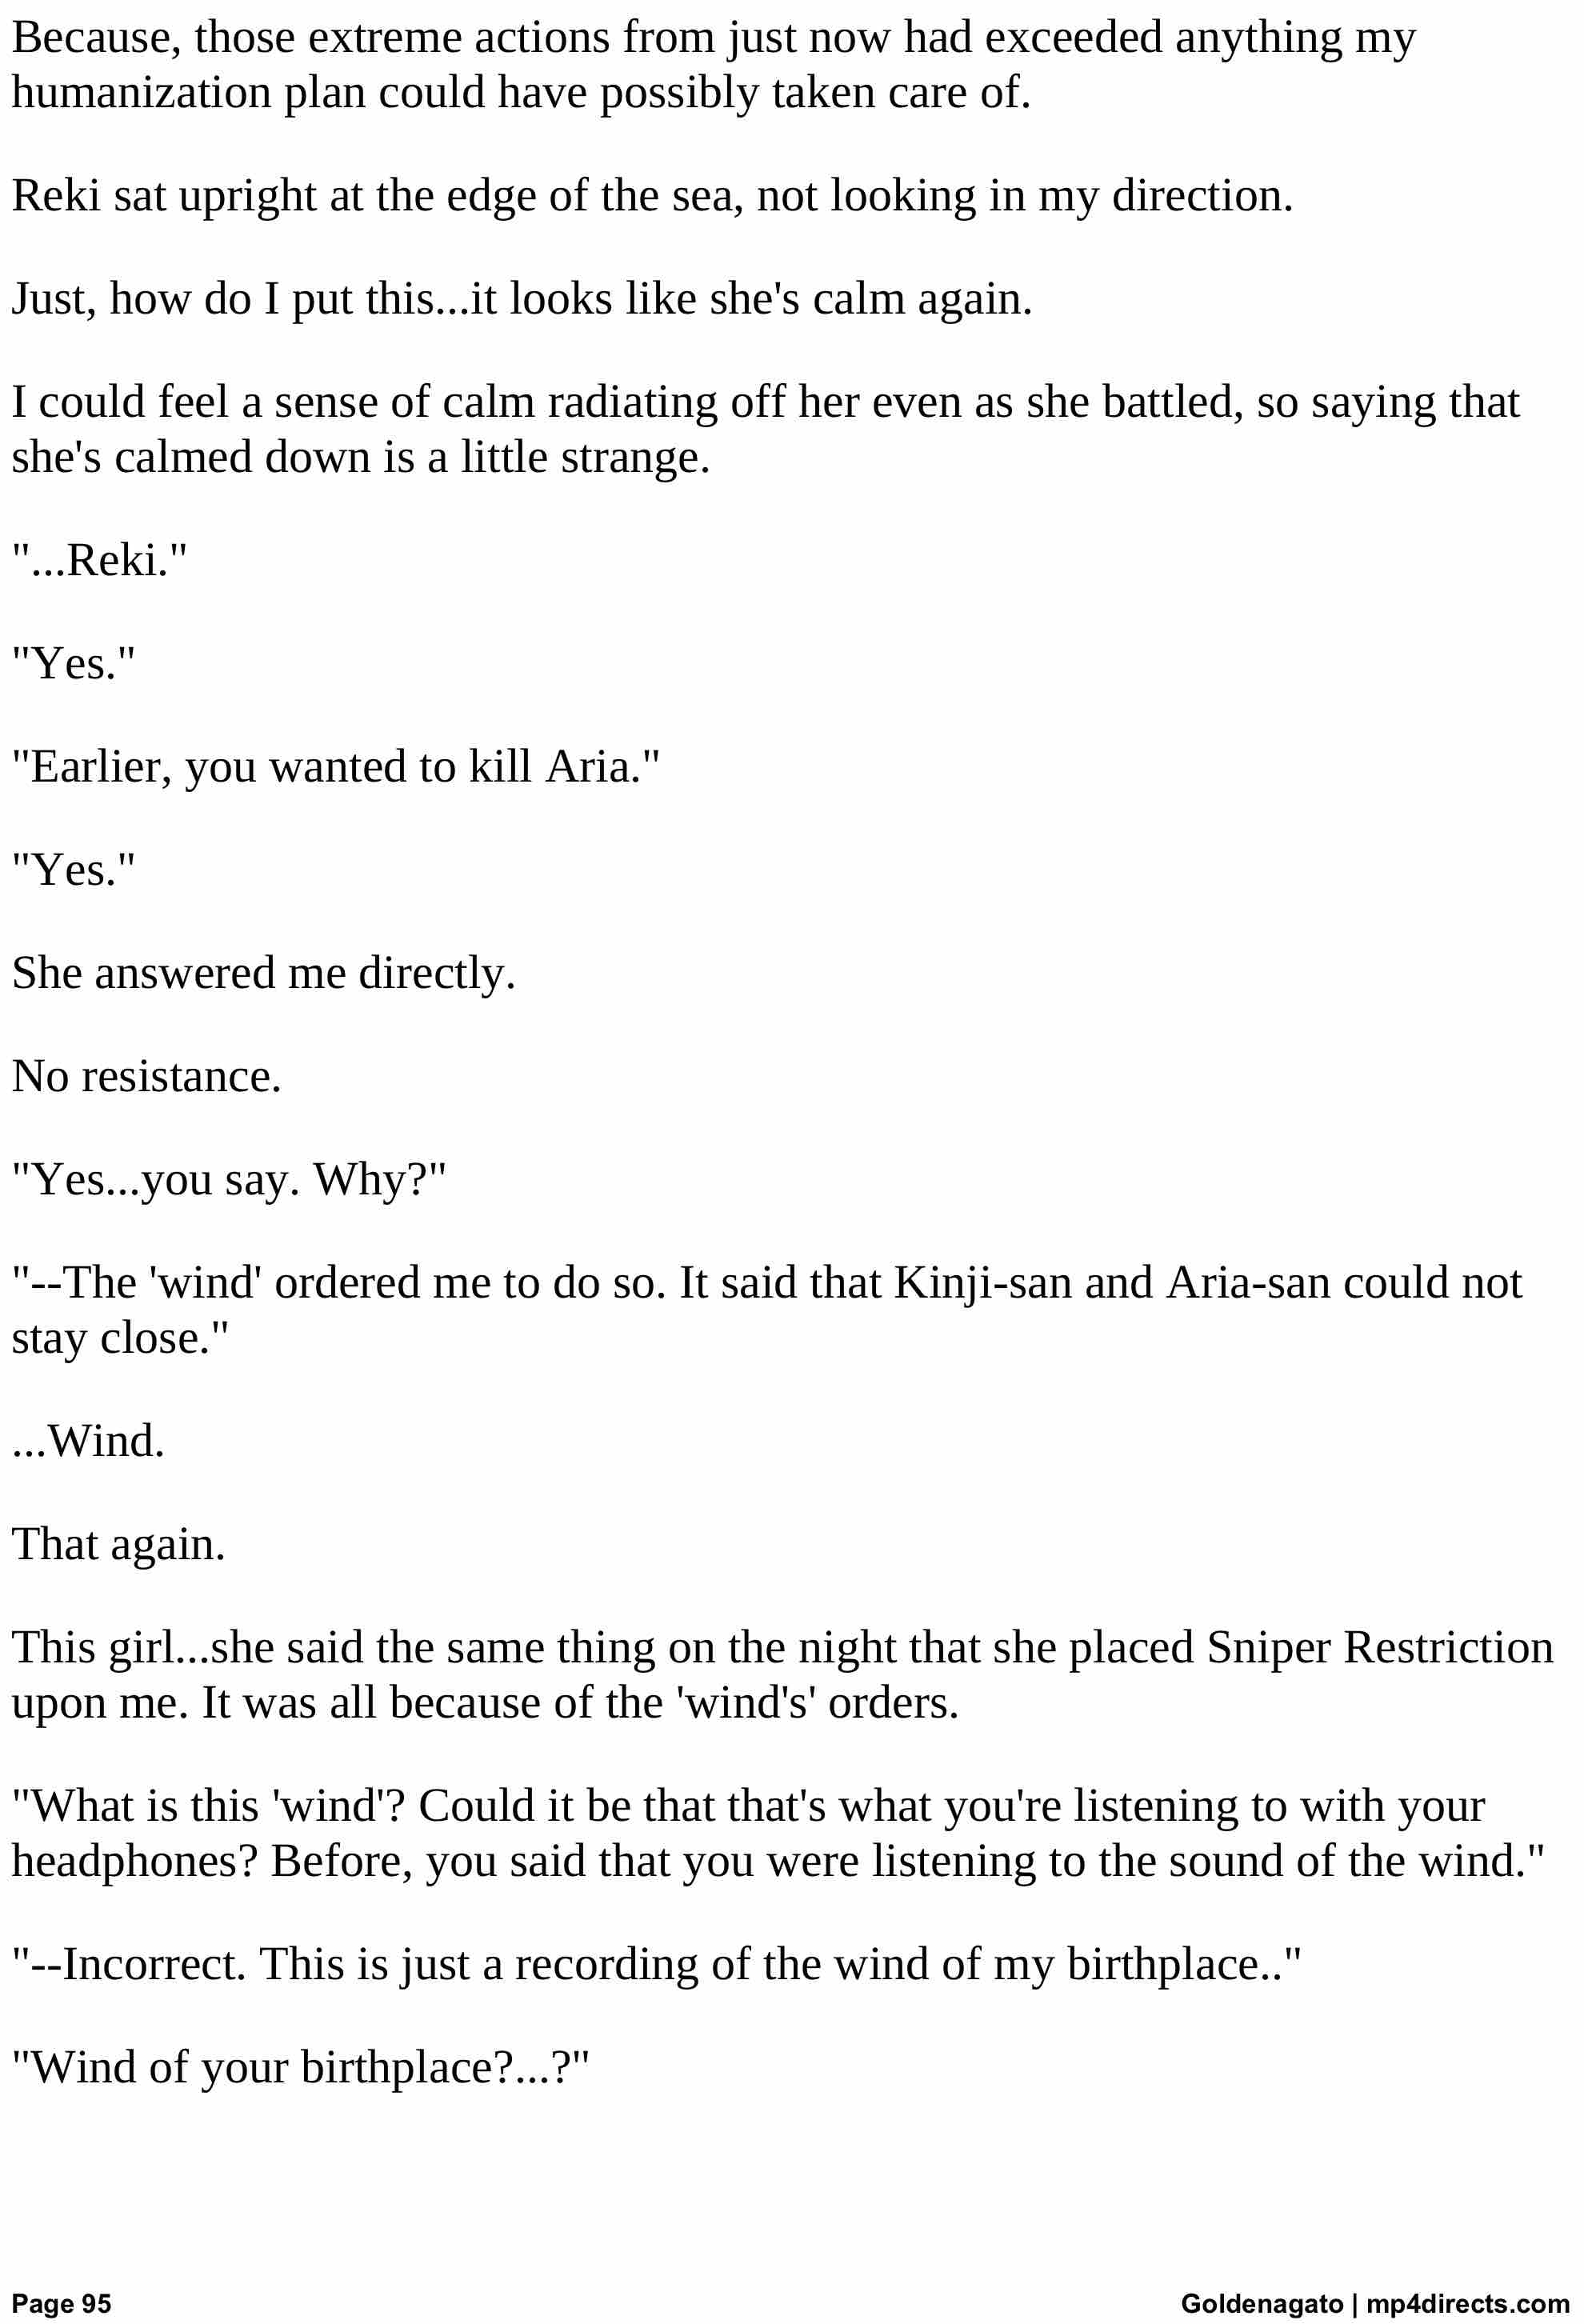 Because, those extreme actions from just now had exceeded anything my
humanization plan could have possibly taken care of.
Reki sat upright at the edge of the sea, not looking in my direction.
Just, how do I put this...it looks like she's calm again.
I could feel a sense of calm radiating off her even as she battled, so saying that
she's calmed down is a little strange.
"...Reki."
"Yes."
"Earlier, you wanted to kill Aria."
"Yes."
She answered me directly.
No resistance.
"Yes...you say. Why?"
"--The 'wind' ordered me to do so. It said that Kinji-san and Aria-san could not
stay close."
...Wind.
That again.
This girl...she said the same thing on the night that she placed Sniper Restriction
upon me. It was all because of the 'wind's' orders.
"What is this 'wind'? Could it be that that's what you're listening to with your
headphones? Before, you said that you were listening to the sound of the wind."
"--Incorrect. This is just a recording of the wind of my birthplace.."
"Wind of your birthplace?...?"
Page 95
Goldenagato | mp4directs.com